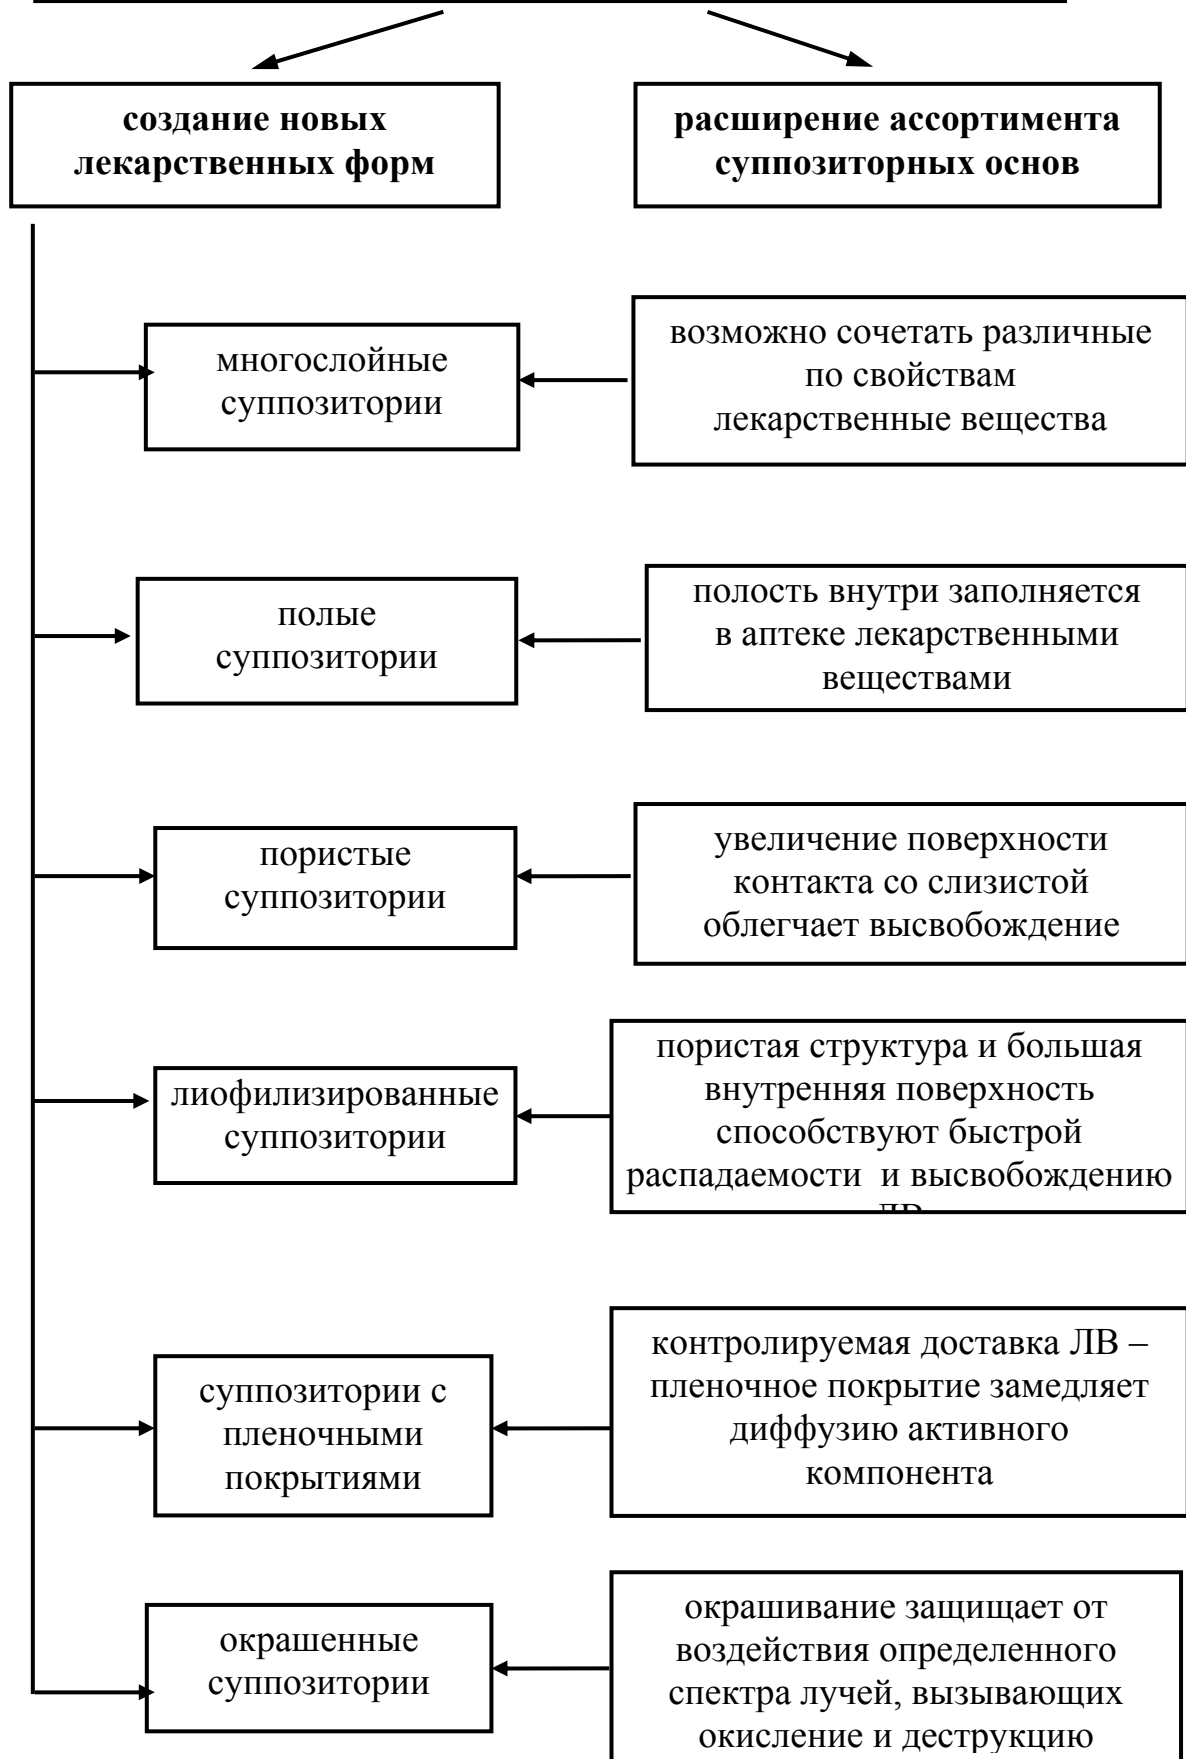 создание новых
лекарственных форм
расширение ассортимента
суппозиторных основ
многослойные
суппозитории
возможно сочетать различные
по свойствам
лекарственные вещества
полые
суппозитории
полость внутри заполняется
в аптеке лекарственными
веществами
пористые
суппозитории
увеличение поверхности
контакта со слизистой
облегчает высвобождение
лиофилизированные
суппозитории
пористая структура и большая
внутренняя поверхность
способствуют быстрой
распадаемости и высвобождению
суппозитории с
пленочными
покрытиями
контролируемая доставка ЛВ –
пленочное покрытие замедляет
диффузию активного
компонента
окрашенные
суппозитории
окрашивание защищает от
воздействия определенного
спектра лучей, вызывающих
окисление и деструкцию